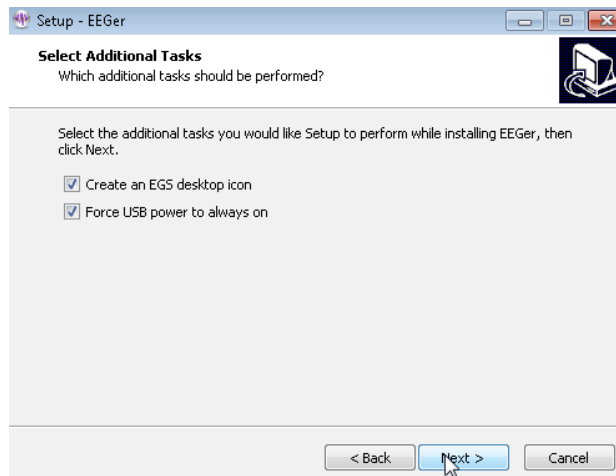 Setup - EEGer
Select Additional Tasks
Which additional tasks should be performed?
Select the additional tasks you would like Setup to perform while installing EEGer, then
click Next.
Create an EGS desktop icon
Force USB power to always on
< Back
Next >
Cancel